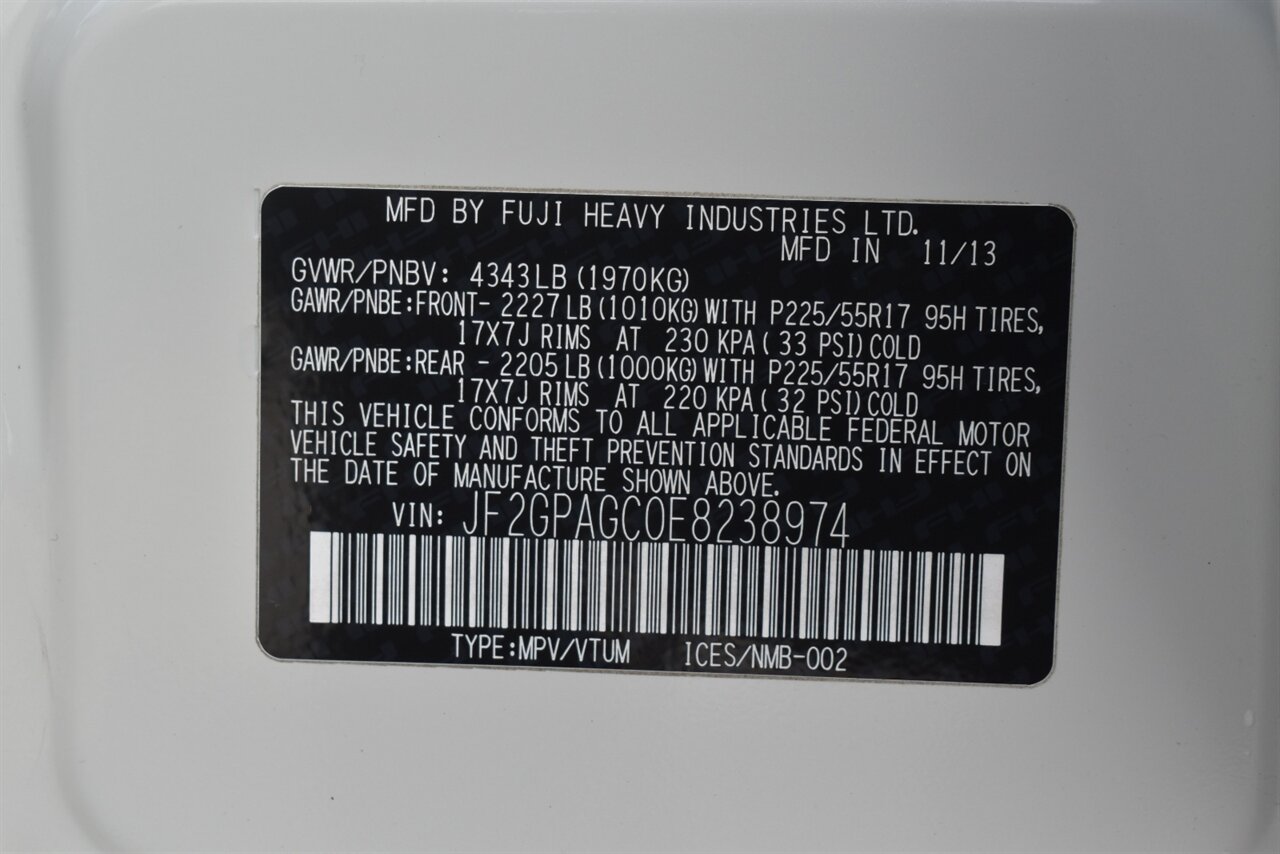 MFD BY FUJI HEAVY INDUSTRIES LTD.
MFD IN 11/13
GVWR/PNBV: 4343LB (1970KG)
GAWR/PNBE:FRONT- 2227LB (1010KG) WITH P225/55R17 95H TIRES,
17X7J RIMS AT 230 KPA( 33 PSI) COLD
GAWR/PNBE:REAR - 2205LB (1000KG) WITH P225/55R17 95H TIRES,
17X7J RIMS AT 220 KPA( 32 PSI) COLD
THIS VEHICLE CONFORMS TO ALL APPLICABLE FEDERAL MOTOR
VEHICLE SAFETY AND THEFT PREVENTION STANDARDS IN EFFECT ON
THE DATE OF MANUFACTURE SHOWN ABOVE.
VIN: JF2GPAGC0E8238974
TYPE:MPV/VTUM ICES/NMB-002